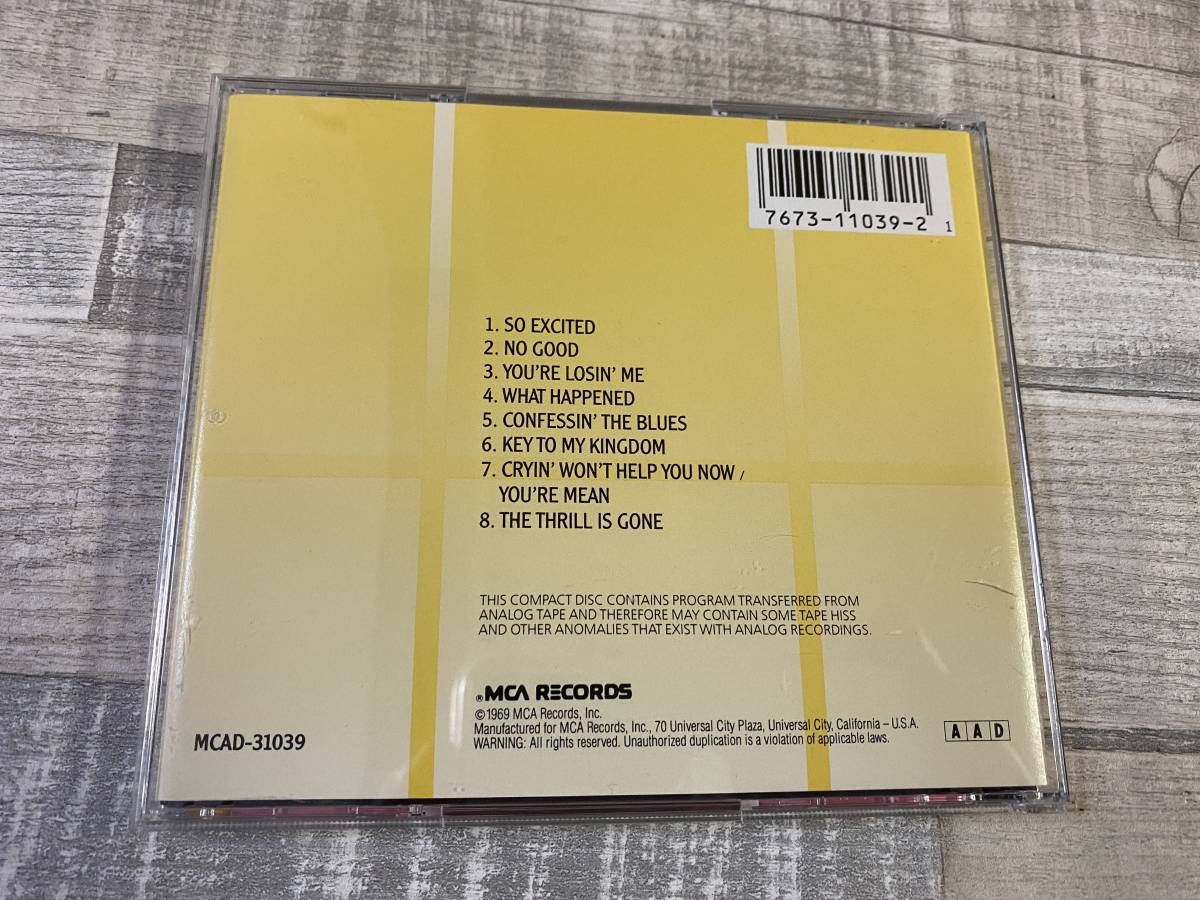 7673-11039-2 1
1. SO EXCITED
2. NO GOOD
3. YOU'RE LOSIN' ME
4. WHAT HAPPENED
5. CONFESSIN' THE BLUES
6. KEY TO MY KINGDOM
7. CRYIN' WON'T HELP YOU NOW /
YOU'RE MEAN
8. THE THRILL IS GONE
THIS COMPACT DISC CONTAINS PROGRAM TRANSFERRED FROM
ANALOG TAPE AND THEREFORE MAY CONTAIN SOME TAPE HISS
AND OTHER ANOMALIES THAT EXIST WITH ANALOG RECORDINGS.
® MCA RECORDS
©1969 MCA Records, Inc.
Manufactured for MCA Records, Inc., 70 Universal City Plaza, Universal City, California – U.S.A.
WARNING: All rights reserved. Unauthorized duplication is a violation of applicable laws.
MCAD-31039
A A D